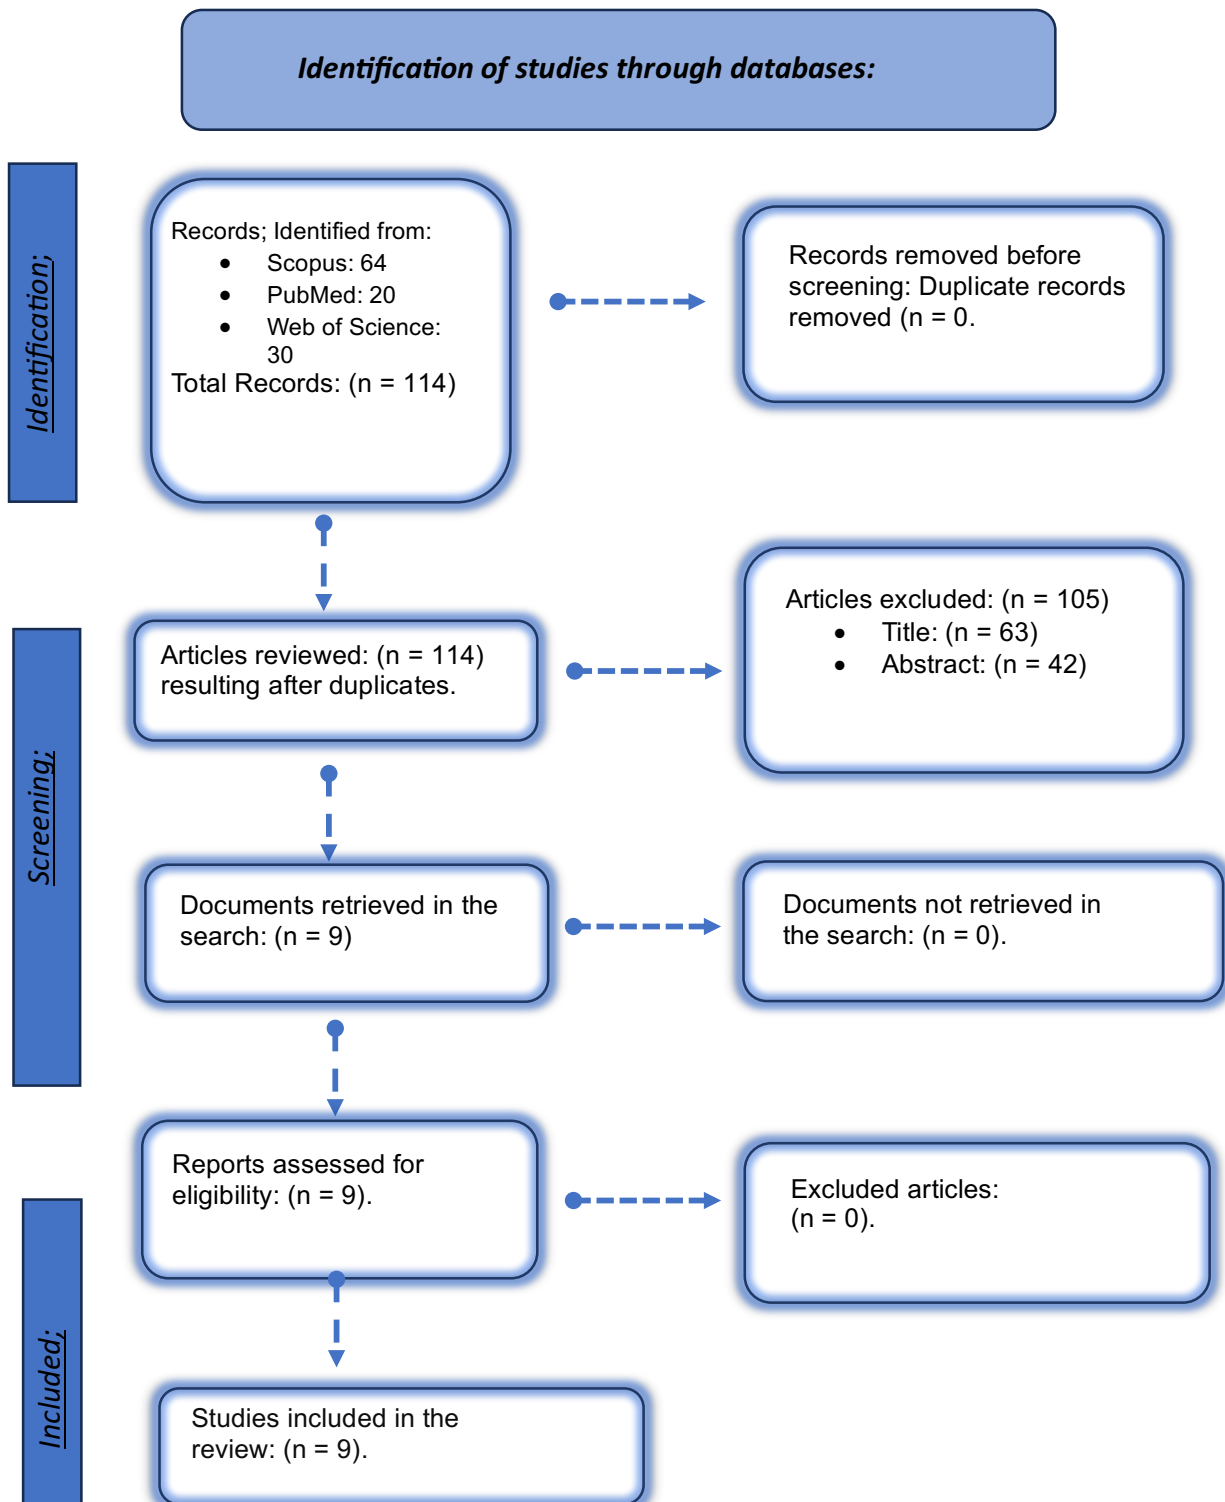 Identification of studies through databases:
Identification;
Records; Identified from:
• Scopus: 64
• PubMed: 20
• Web of Science:
30
Total Records: (n = 114)
Records removed before
screening: Duplicate records
removed (n = 0.
Screening;
Articles reviewed: (n = 114)
resulting after duplicates.
Articles excluded: (n = 105)
• Title: (n = 63)
• Abstract: (n = 42)
Documents retrieved in the
search: (n = 9)
Documents not retrieved in
the search: (n = 0).
Reports assessed for
eligibility: (n = 9).
Excluded articles:
(n = 0).
Included;
Studies included in the
review: (n = 9).